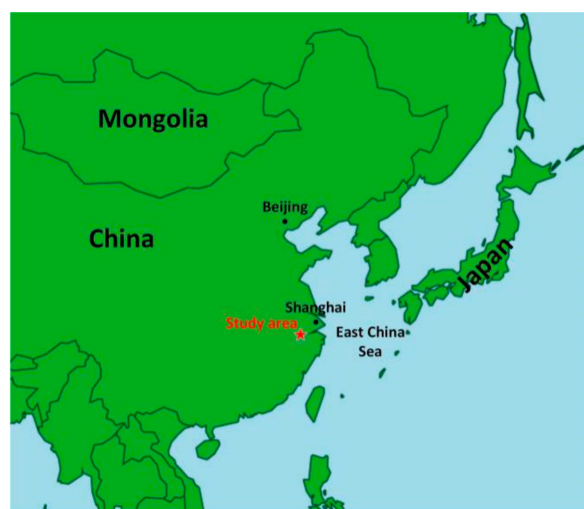 Mongolia
Beijing
China
Japan
Shanghai
Study area
East China
Sea